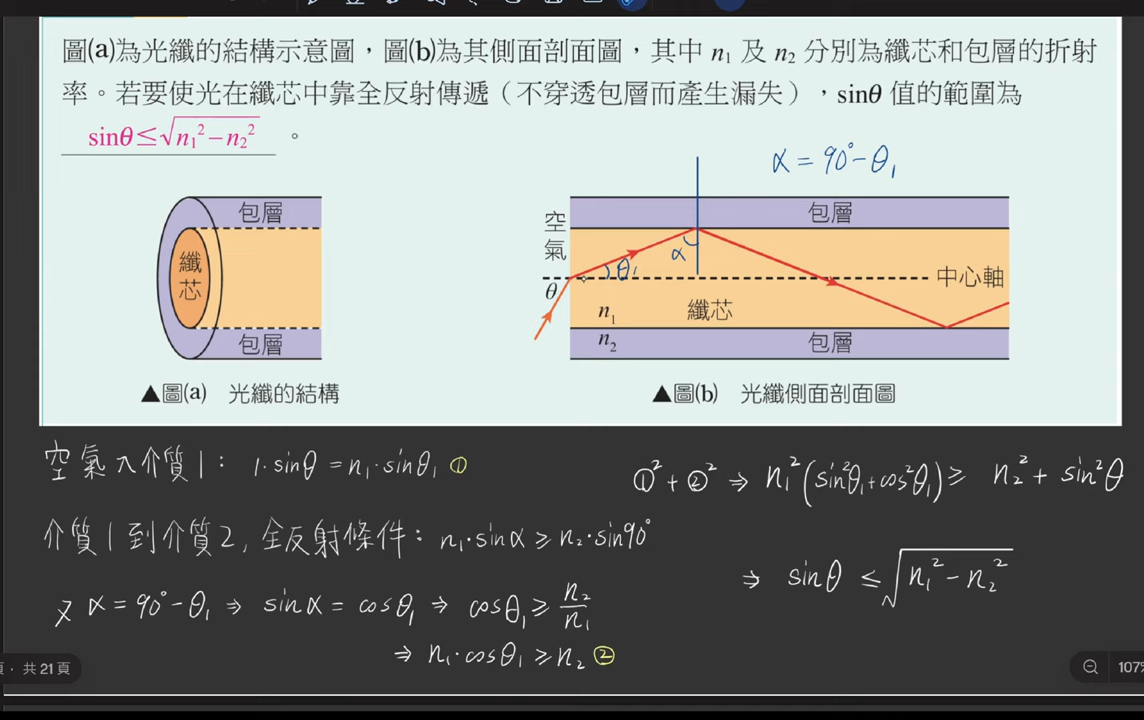 圖(a)為光纖的結構示意圖，圖(b)為其側面剖面圖，其中 n₁ 及 n₂ 分別為纖芯和包層的折射
率。若要使光在纖芯中靠全反射傳遞（不穿透包層而產生漏失），sinθ 值的範圍為
sinθ≤√(n₁²−n₂²) 。
α = 90°−θ₁
包層
纖芯
包層
空氣
包層
θ₁
α
θ
中心軸
n₁
纖芯
n₂
包層
▲圖(a) 光纖的結構
▲圖(b) 光纖側面剖面圖
空氣入介質1：1·sinθ = n₁·sinθ₁ ①
介質1到介質2，全反射條件：n₁·sinα ≥ n₂·sin90°
又 α = 90°−θ₁ ⇒ sinα = cosθ₁ ⇒ cosθ₁ ≥ n₂/n₁
⇒ n₁·cosθ₁ ≥ n₂ ②
①² + ②² ⇒ n₁²(sin²θ₁+cos²θ₁) ≥ n₂² + sin²θ
⇒ sinθ ≤ √(n₁²−n₂²)
頁 · 共 21 頁
107%